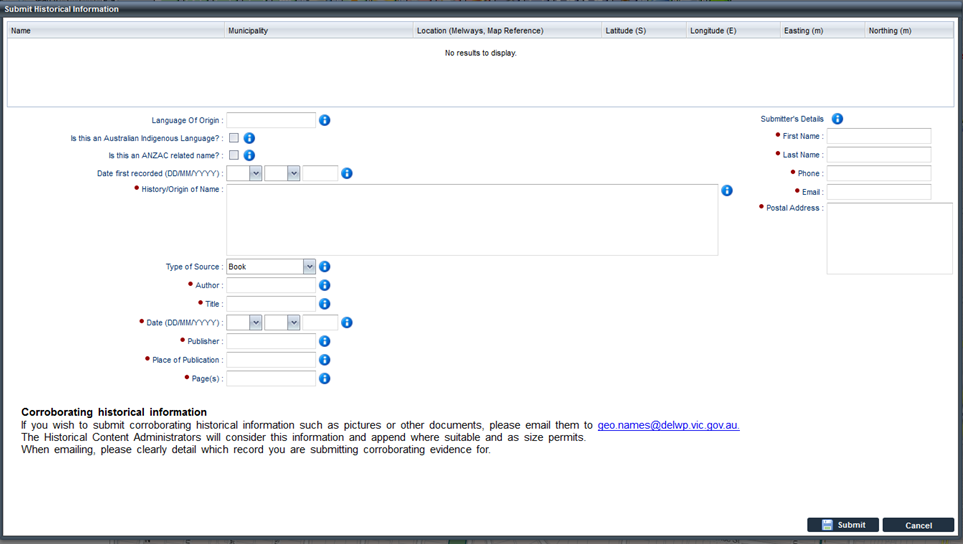 Submit Historical Information
Name Municipality Location (Melways, Map Reference) Latitude (S) Longitude (E) Easting (m) Northing (m)
No results to display.
Language Of Origin :
Is this an Australian Indigenous Language? :
Is this an ANZAC related name? :
Date first recorded (DD/MM/YYYY) :
History/Origin of Name :
Type of Source : Book
Author :
Title :
Date (DD/MM/YYYY) :
Publisher :
Place of Publication :
Page(s) :
Submitter's Details
First Name :
Last Name :
Phone :
Email :
Postal Address :
Corroborating historical information
If you wish to submit corroborating historical information such as pictures or other documents, please email them to geo.names@delwp.vic.gov.au.
The Historical Content Administrators will consider this information and append where suitable and as size permits.
When emailing, please clearly detail which record you are submitting corroborating evidence for.
Submit Cancel